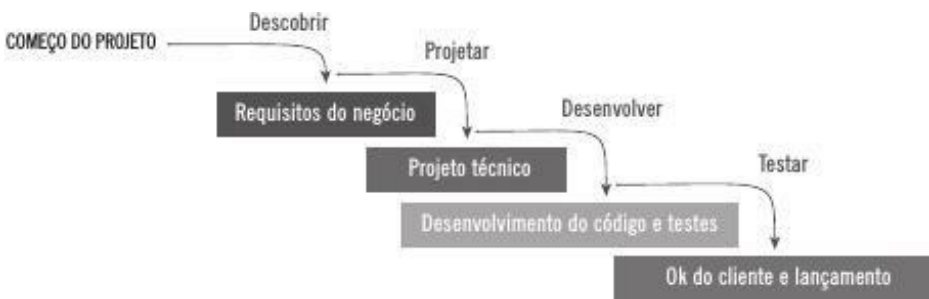 Descobrir
COMEÇO DO PROJETO
Projetar
Requisitos do negócio
Desenvolver
Projeto técnico
Testar
Desenvolvimento do código e testes
Ok do cliente e lançamento